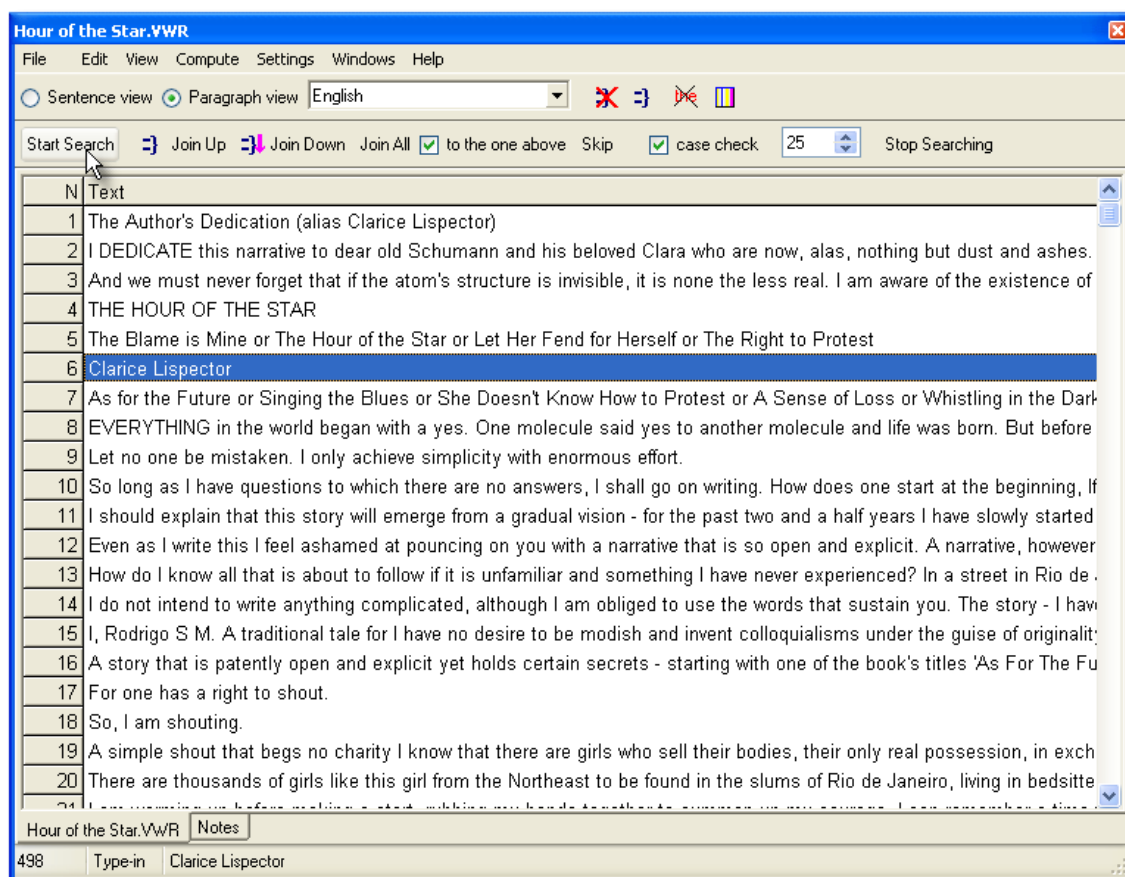 Hour of the Star.VWR
File Edit View Compute Settings Windows Help
Sentence view Paragraph view English the
Start Search Join Up Join Down Join All to the one above Skip case check 25 Stop Searching
N Text
1 The Author's Dedication (alias Clarice Lispector)
2 I DEDICATE this narrative to dear old Schumann and his beloved Clara who are now, alas, nothing but dust and ashes.
3 And we must never forget that if the atom's structure is invisible, it is none the less real. I am aware of the existence of
4 THE HOUR OF THE STAR
5 The Blame is Mine or The Hour of the Star or Let Her Fend for Herself or The Right to Protest
6 Clarice Lispector
7 As for the Future or Singing the Blues or She Doesn't Know How to Protest or A Sense of Loss or Whistling in the Dark
8 EVERYTHING in the world began with a yes. One molecule said yes to another molecule and life was born. But before
9 Let no one be mistaken. I only achieve simplicity with enormous effort.
10 So long as I have questions to which there are no answers, I shall go on writing. How does one start at the beginning, If
11 I should explain that this story will emerge from a gradual vision - for the past two and a half years I have slowly started
12 Even as I write this I feel ashamed at pouncing on you with a narrative that is so open and explicit. A narrative, however
13 How do I know all that is about to follow if it is unfamiliar and something I have never experienced? In a street in Rio de
14 I do not intend to write anything complicated, although I am obliged to use the words that sustain you. The story - I hav
15 I, Rodrigo S M. A traditional tale for I have no desire to be modish and invent colloquialisms under the guise of originality
16 A story that is patently open and explicit yet holds certain secrets - starting with one of the book's titles 'As For The Fu
17 For one has a right to shout.
18 So, I am shouting.
19 A simple shout that begs no charity I know that there are girls who sell their bodies, their only real possession, in exch
20 There are thousands of girls like this girl from the Northeast to be found in the slums of Rio de Janeiro, living in bedsitte
Hour of the Star.VWR Notes
498 Type-in Clarice Lispector